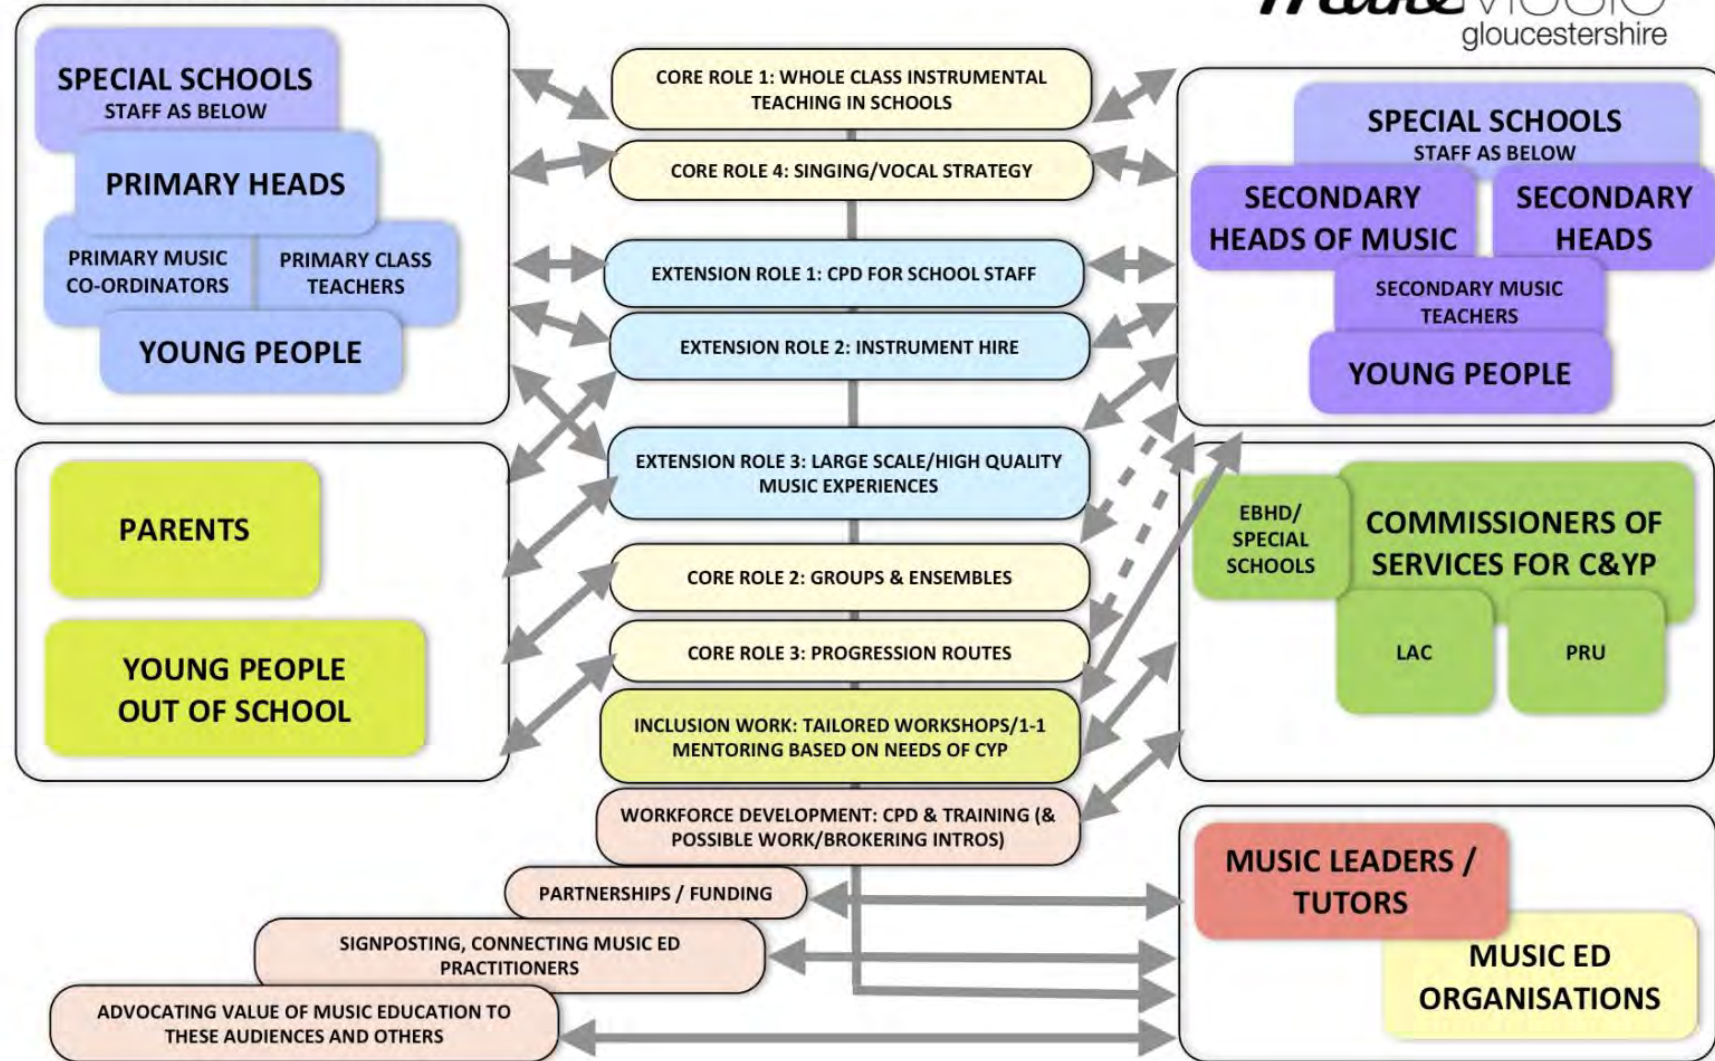 gloucestershire
SPECIAL SCHOOLS
STAFF AS BELOW
PRIMARY HEADS
PRIMARY MUSIC
CO-ORDINATORS
PRIMARY CLASS
TEACHERS
YOUNG PEOPLE
PARENTS
YOUNG PEOPLE
OUT OF SCHOOL
CORE ROLE 1: WHOLE CLASS INSTRUMENTAL
TEACHING IN SCHOOLS
CORE ROLE 4: SINGING/VOCAL STRATEGY
EXTENSION ROLE 1: CPD FOR SCHOOL STAFF
EXTENSION ROLE 2: INSTRUMENT HIRE
EXTENSION ROLE 3: LARGE SCALE/HIGH QUALITY
MUSIC EXPERIENCES
CORE ROLE 2: GROUPS & ENSEMBLES
CORE ROLE 3: PROGRESSION ROUTES
INCLUSION WORK: TAILORED WORKSHOPS/1-1
MENTORING BASED ON NEEDS OF CYP
WORKFORCE DEVELOPMENT: CPD & TRAINING (&
POSSIBLE WORK/BROKERING INTROS)
PARTNERSHIPS / FUNDING
SIGNPOSTING, CONNECTING MUSIC ED
PRACTITIONERS
ADVOCATING VALUE OF MUSIC EDUCATION TO
THESE AUDIENCES AND OTHERS
SPECIAL SCHOOLS
STAFF AS BELOW
SECONDARY
HEADS OF MUSIC
SECONDARY
HEADS
SECONDARY MUSIC
TEACHERS
YOUNG PEOPLE
EBHD/
SPECIAL
SCHOOLS
COMMISSIONERS OF
SERVICES FOR C&YP
LAC
PRU
MUSIC LEADERS /
TUTORS
MUSIC ED
ORGANISATIONS